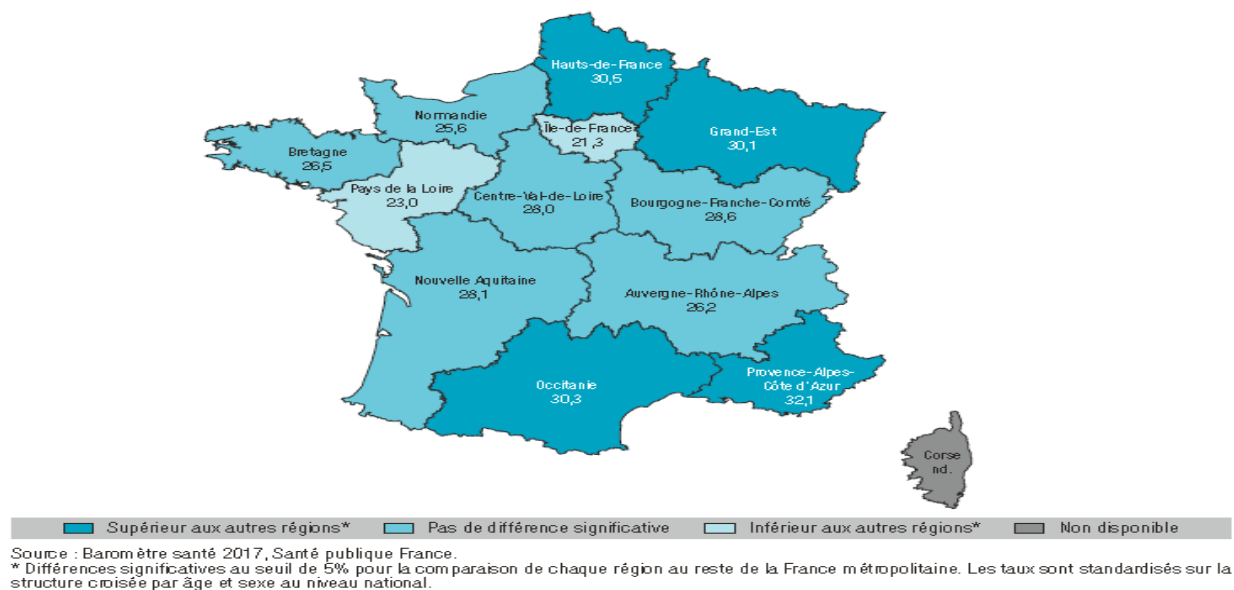 Hauts-de-France
30,5
Normandie
25,6
Île-de-France
21,3
Grand-Est
30,1
Bretagne
26,5
Pays de la Loire
23,0
Centre-Val-de-Loire
28,0
Bourgogne-Franche-Comté
28,6
Nouvelle Aquitaine
28,1
Auvergne-Rhône-Alpes
26,2
Occitanie
30,3
Provence-Alpes-
Côte d'Azur
32,1
Corse
nd.
Supérieur aux autres régions* Pas de différence significative Inférieur aux autres régions* Non disponible
Source : Baromètre santé 2017, Santé publique France.
* Différences significatives au seuil de 5% pour la comparaison de chaque région au reste de la France métropolitaine. Les taux sont standardisés sur la
structure croisée par âge et sexe au niveau national.